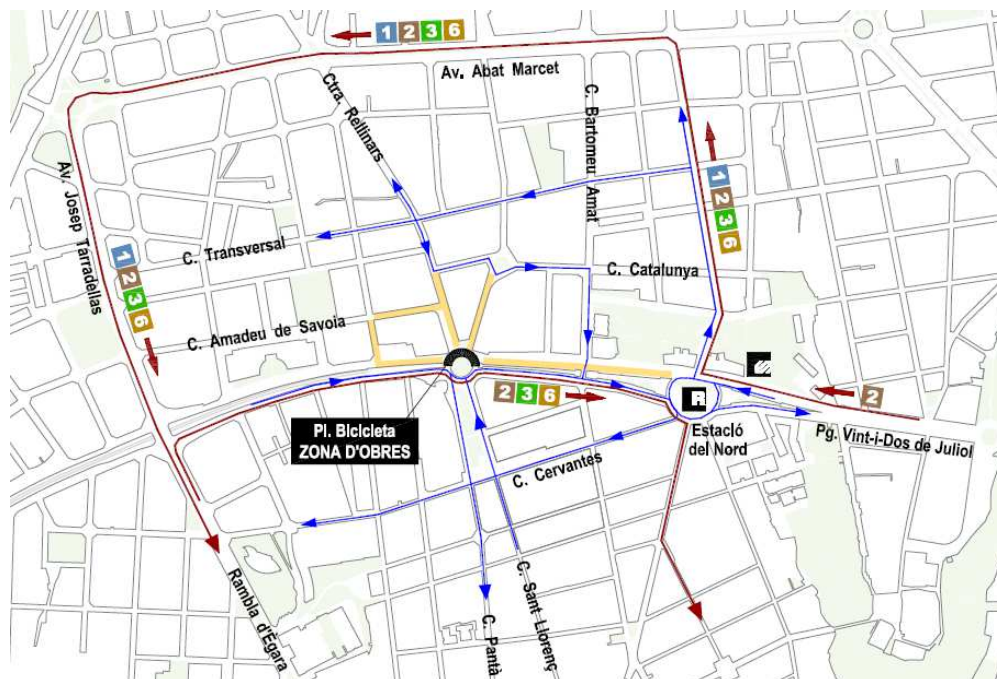 1 2 3 6
Av. Abat Marcet
Ctra. Rellinars
C. Bartomeu Amat
Av. Josep Tarradellas
1
2
3
6
C. Transversal
C. Catalunya
1
2
3
6
C. Amadeu de Savoia
2 3 6
R
2
Pl. Bicicleta
ZONA D'OBRES
Estació
del Nord
Pg. Vint-i-Dos de Juliol
C. Cervantes
Rambla d'Ègara
C. Pantà
C. Sant Llorenç